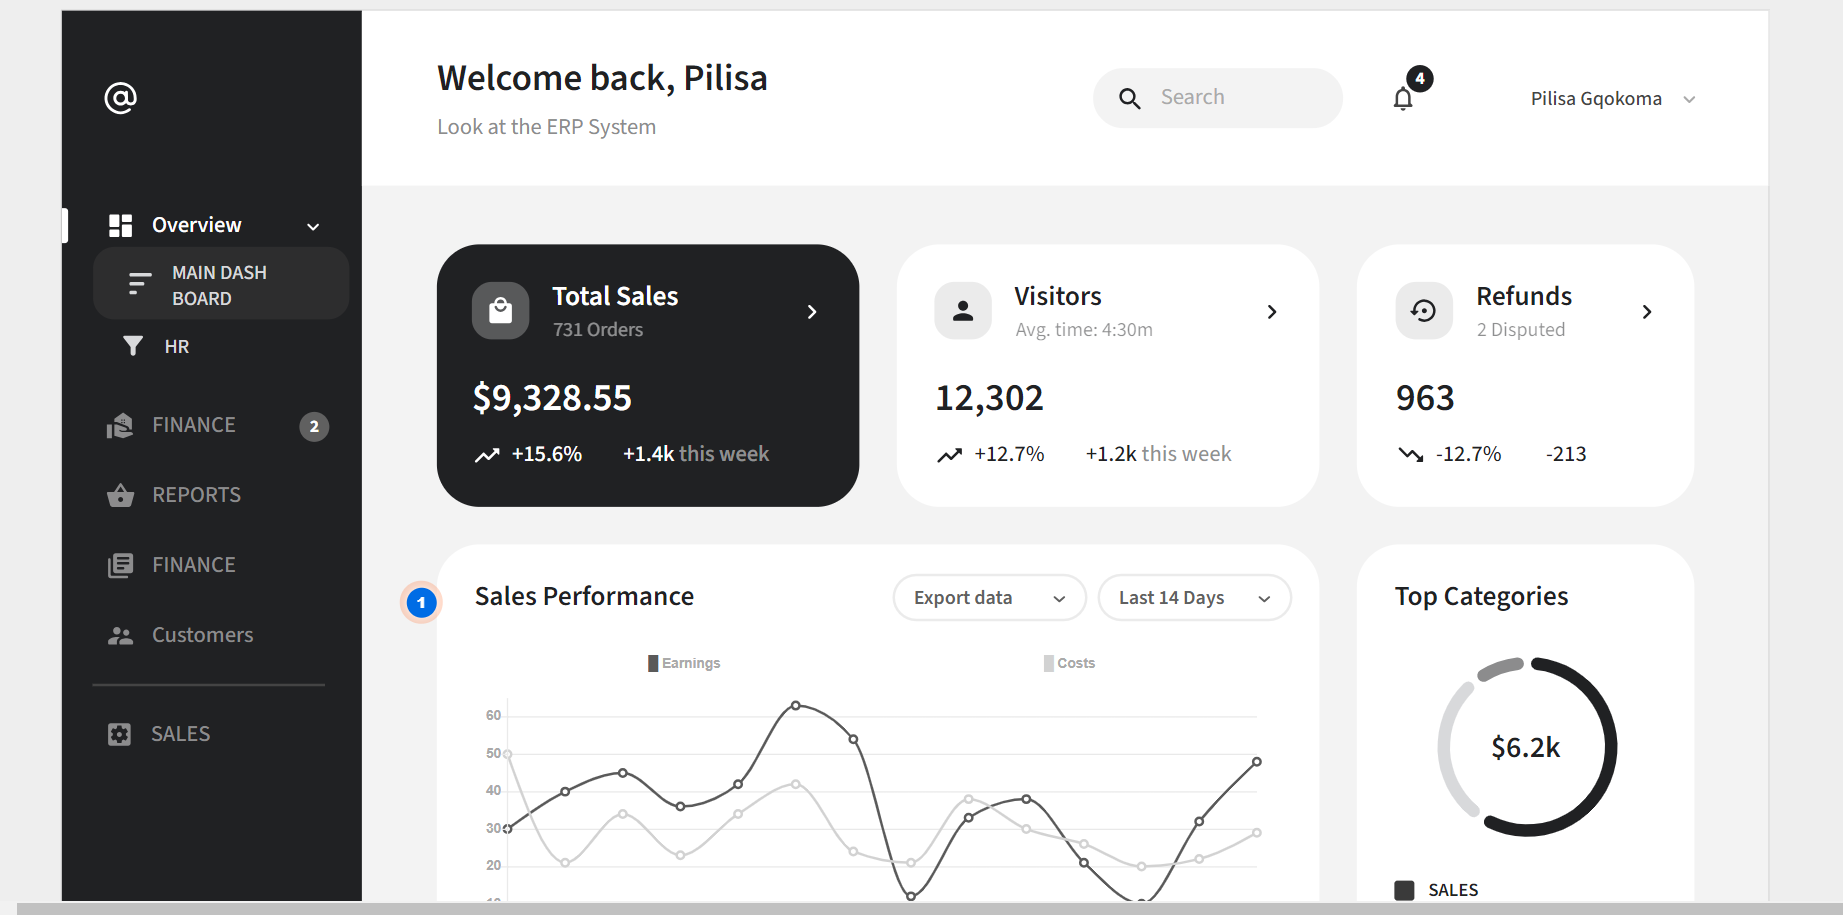 @
Welcome back, Pilisa
Look at the ERP System
Search
4
Pilisa Gqokoma
Overview
MAIN DASH
BOARD
HR
FINANCE
2
REPORTS
FINANCE
Customers
SALES
Total Sales
731 Orders
$9,328.55
+15.6% +1.4k this week
Visitors
Avg. time: 4:30m
12,302
+12.7% +1.2k this week
Refunds
2 Disputed
963
-12.7% -213
1
Sales Performance
Export data
Last 14 Days
Earnings
Costs
60
50
40
30
20
Top Categories
$6.2k
SALES